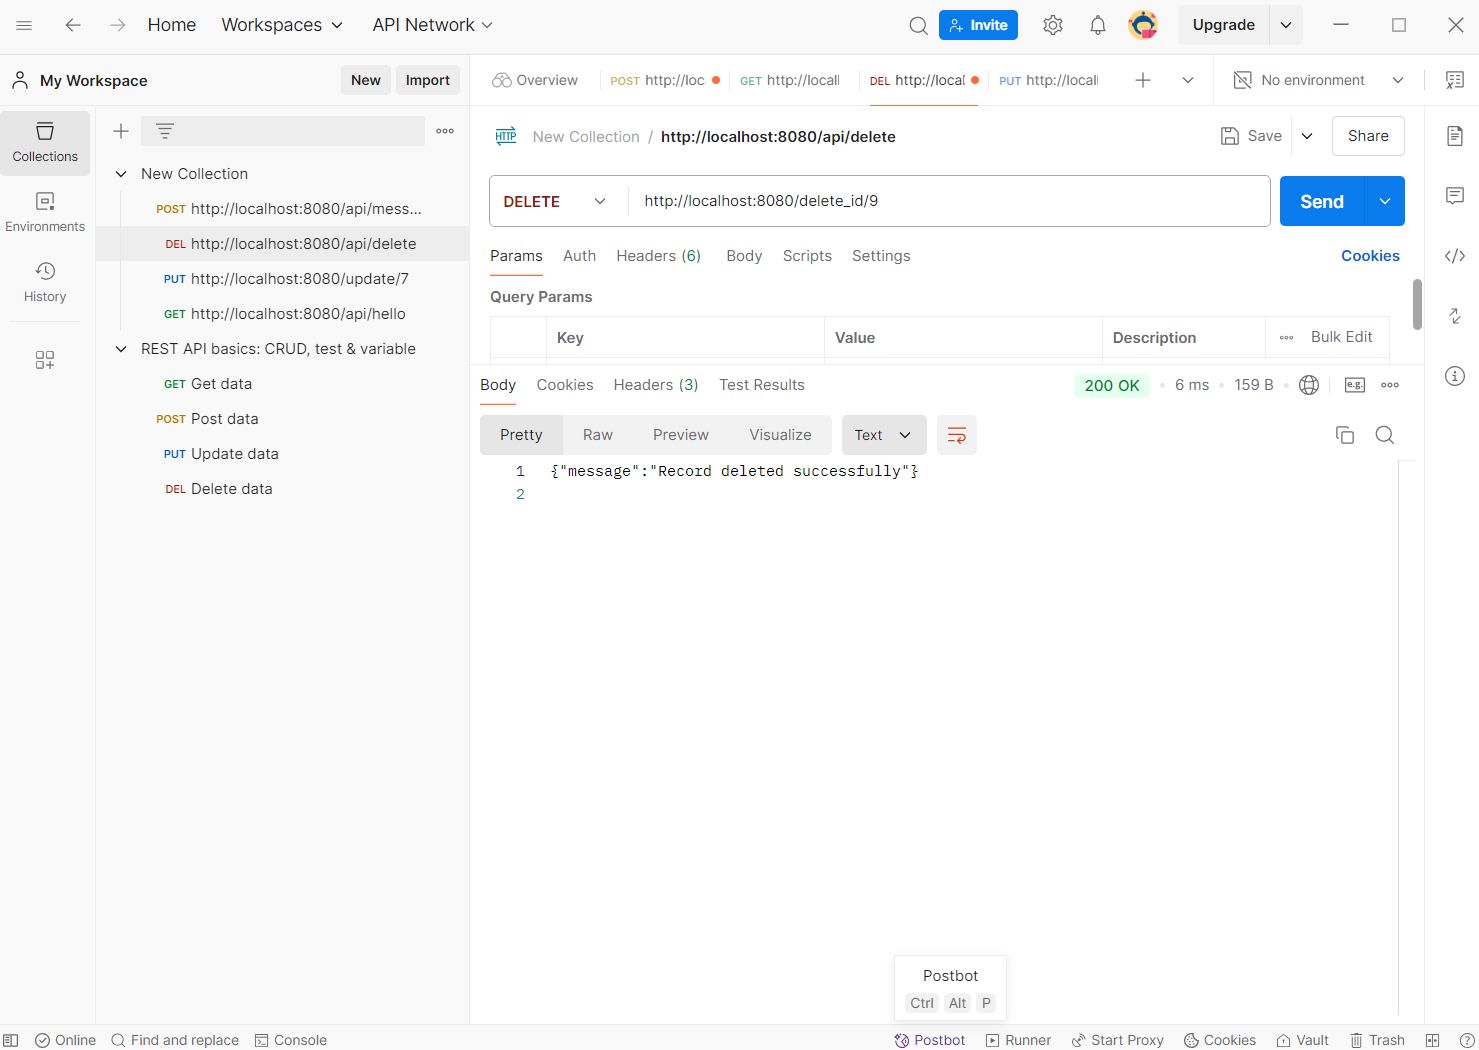 Home Workspaces API Network Invite Upgrade
My Workspace New Import
Overview POST http://loc. GET http://locall DEL http://local PUT http://locall No environment
Collections
Environments
History
New Collection
POST http://localhost:8080/api/mess...
DEL http://localhost:8080/api/delete
PUT http://localhost:8080/update/7
GET http://localhost:8080/api/hello
REST API basics: CRUD, test & variable
GET Get data
POST Post data
PUT Update data
DEL Delete data
HTTP New Collection / http://localhost:8080/api/delete Save Share
DELETE http://localhost:8080/delete_id/9 Send
Params Auth Headers (6) Body Scripts Settings Cookies
Query Params
Key Value Description Bulk Edit
Body Cookies Headers (3) Test Results 200 OK 6 ms 159 B e.g.
Pretty Raw Preview Visualize Text
1 {"message":"Record deleted successfully"}
2
Postbot
Ctrl Alt P
Online Find and replace Console Postbot Runner Start Proxy Cookies Vault Trash